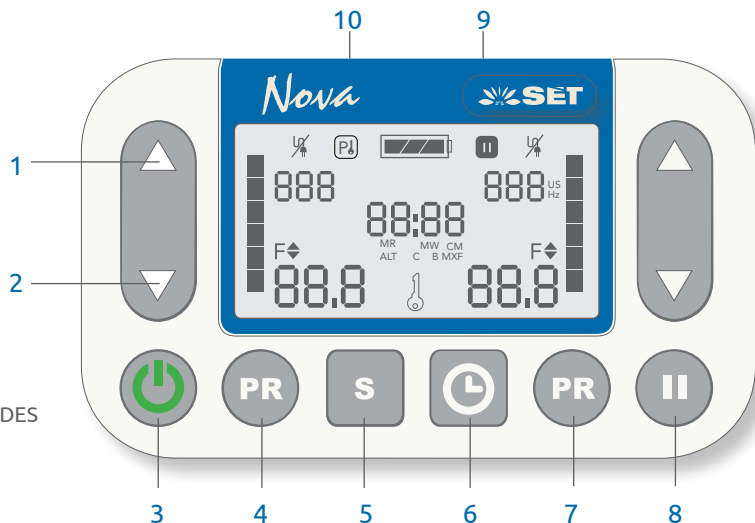 10 9
Nova SET
P
888 888 US Hz
88:88
MR MW CM
ALT C B MXF
F F
88.8 88.8
1
2
PR S PR
DES
3 4 5 6 7 8